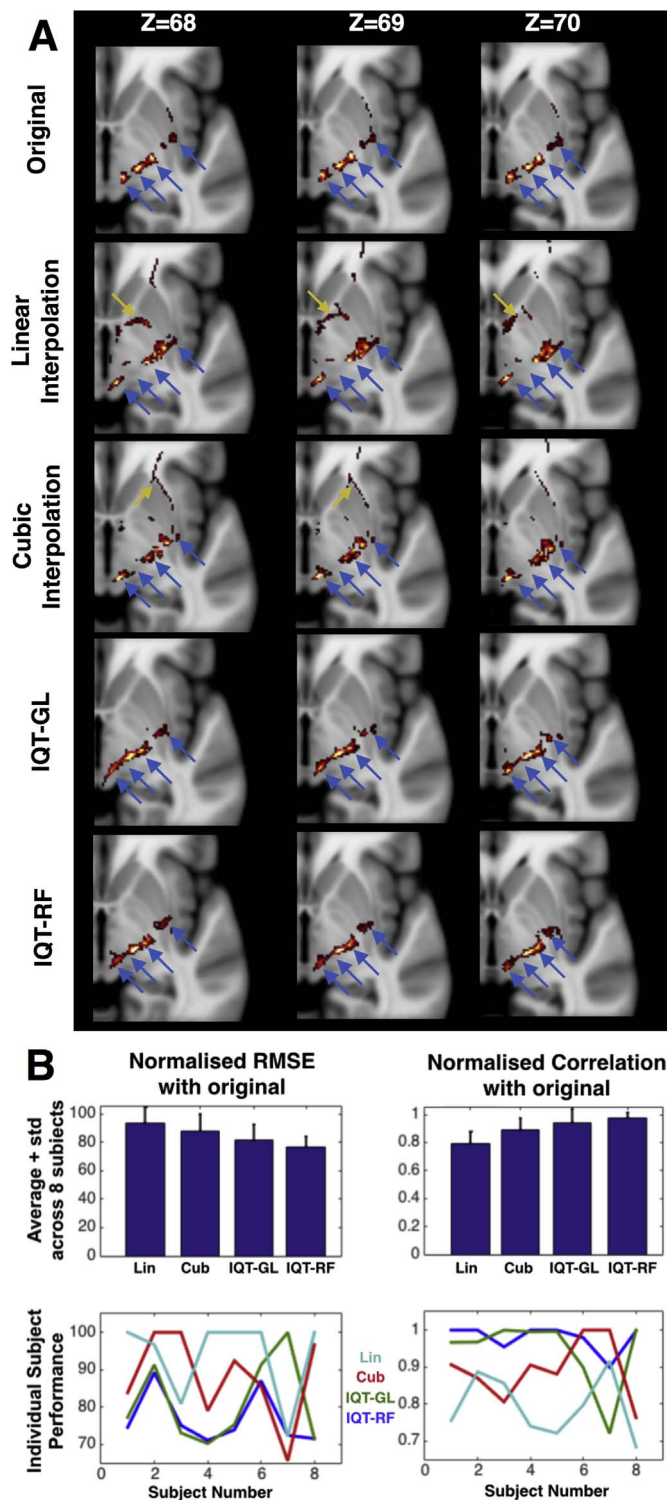 A
Z=68 Z=69 Z=70
Original
Linear
Interpolation
Cubic
Interpolation
IQT-GL
IQT-RF
B
Normalised RMSE
with original
Normalised Correlation
with original
Average + std
across 8 subjects
100
80
60
40
20
0
Lin Cub IQT-GL IQT-RF
1
0.8
0.6
0.4
0.2
0
Lin Cub IQT-GL IQT-RF
Individual Subject
Performance
100
90
80
70
0 2 4 6 8
Subject Number
Lin
Cub
IQT-GL
IQT-RF
1
0.9
0.8
0.7
0 2 4 6 8
Subject Number